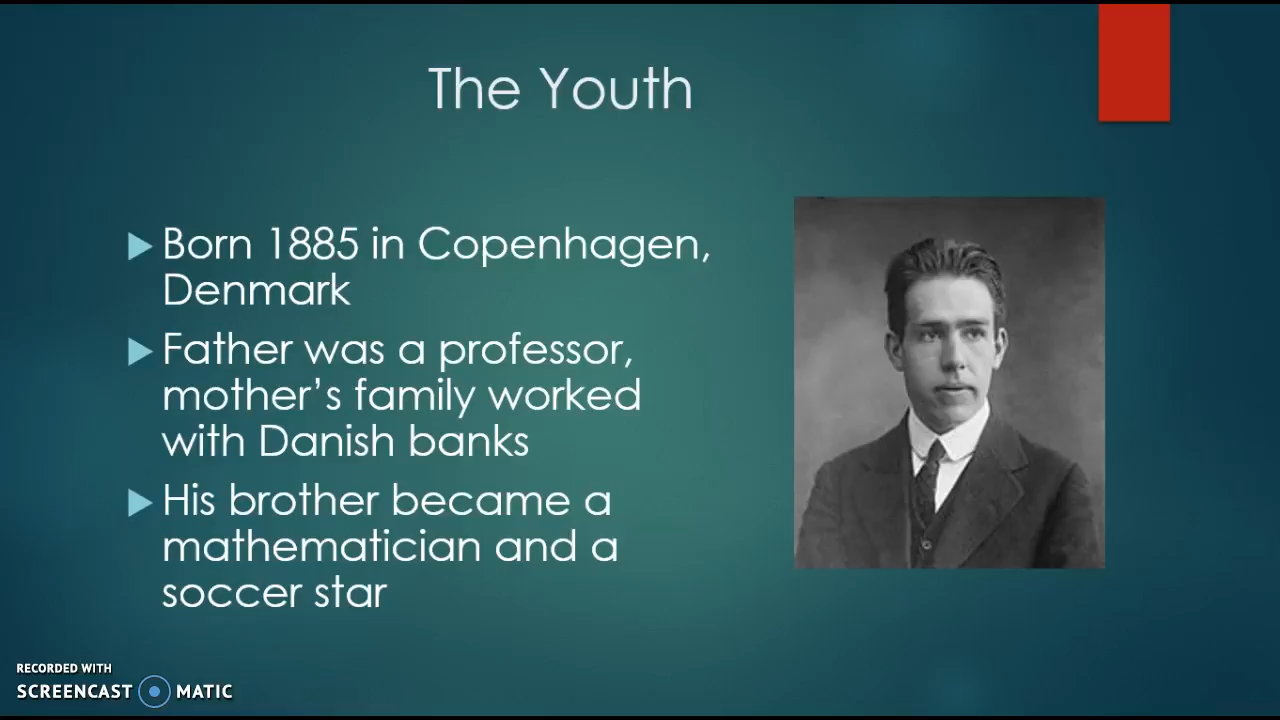 The Youth
Born 1885 in Copenhagen,
Denmark
Father was a professor,
mother’s family worked
with Danish banks
His brother became a
mathematician and a
soccer star
RECORDED WITH
SCREENCAST MATIC